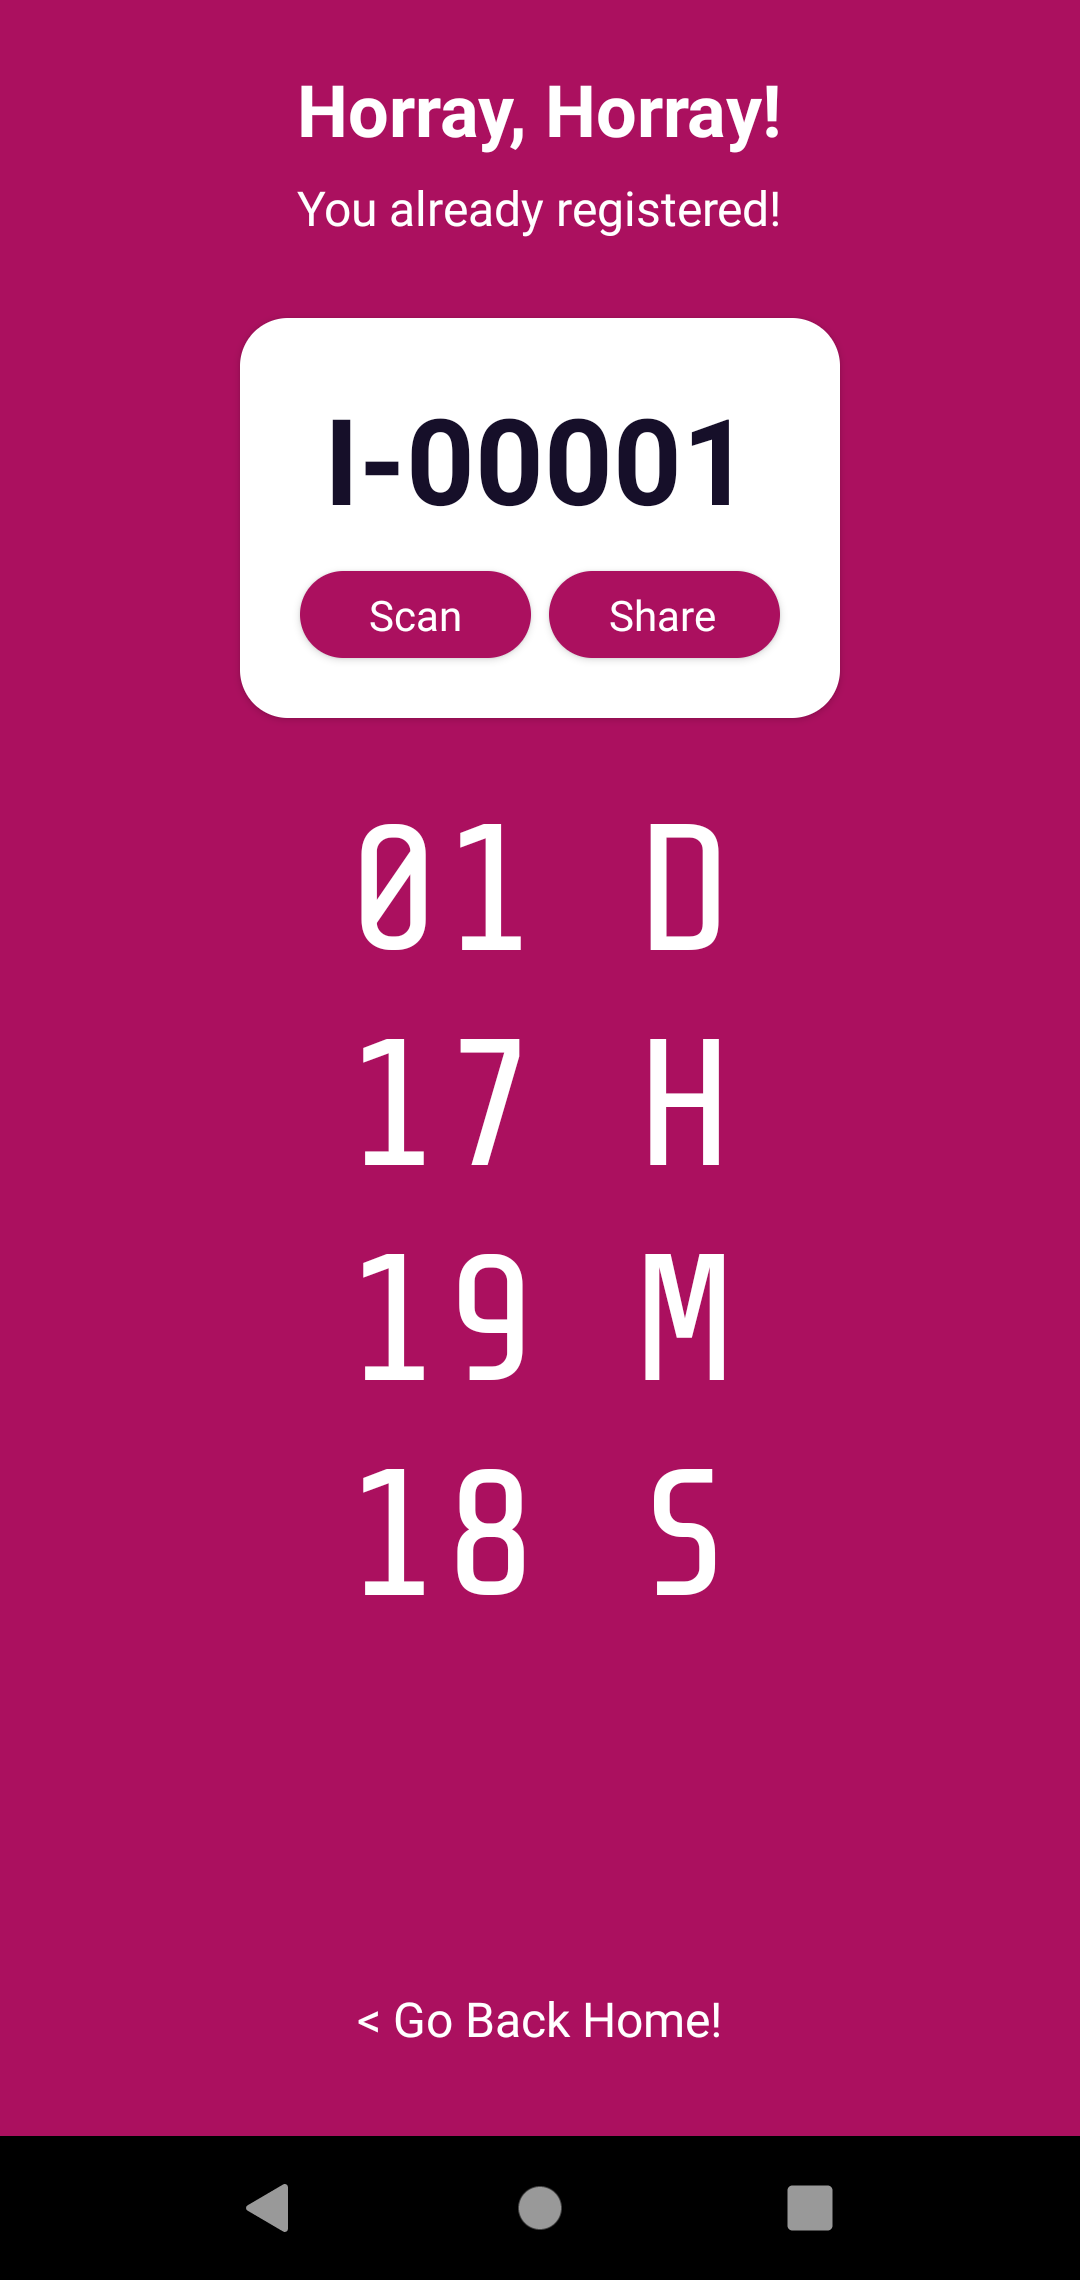 Horray, Horray!
You already registered!
I-00001
Scan Share
01 D
17 H
19 M
18 S
< Go Back Home!